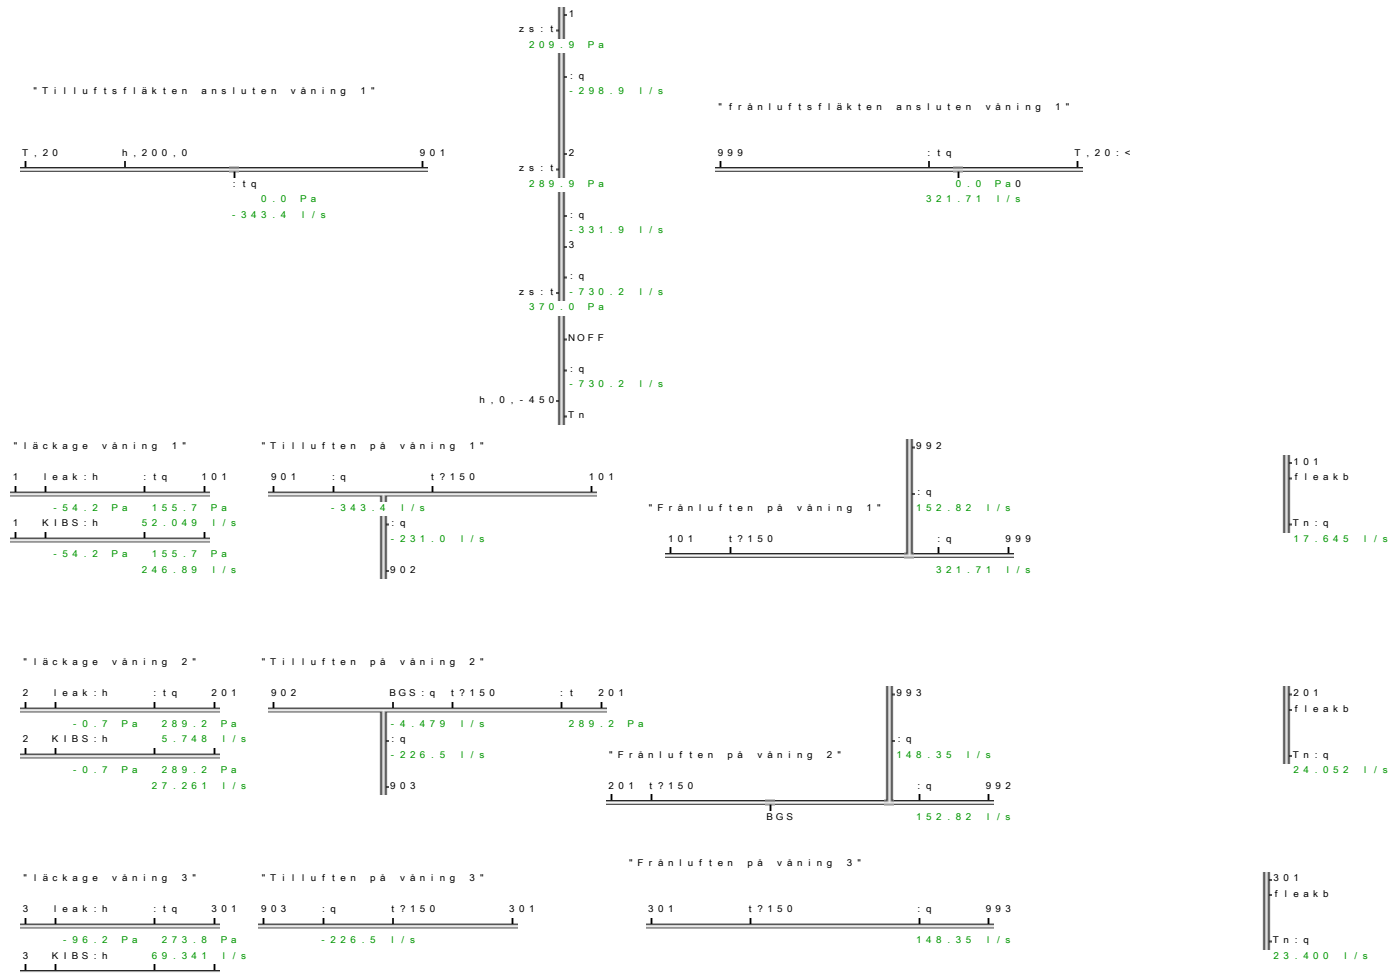 1
zs:t
209.9 Pa
:q
-298.9 l/s
"Tilluftsfläkten ansluten våning 1"
"frånluftsfläkten ansluten våning 1"
T,20 h,200,0 901
:tq
0.0 Pa
-343.4 l/s
2
zs:t
289.9 Pa
:q
-331.9 l/s
3
:q
zs:t -730.2 l/s
370.0 Pa
NOFF
:q
-730.2 l/s
h,0,-450
Tn
999 :tq T,20:<
0.0 Pa0
321.71 l/s
"läckage våning 1"
1 leak:h :tq 101
-54.2 Pa 155.7 Pa
1 KIBS:h 52.049 l/s
-54.2 Pa 155.7 Pa
246.89 l/s
"Tilluften på våning 1"
901 :q t?150 101
-343.4 l/s
:q
-231.0 l/s
902
992
:q
"Frånluften på våning 1" 152.82 l/s
101 t?150 :q 999
321.71 l/s
101
fleakb
Tn:q
17.645 l/s
"läckage våning 2"
2 leak:h :tq 201
-0.7 Pa 289.2 Pa
2 KIBS:h 5.748 l/s
-0.7 Pa 289.2 Pa
27.261 l/s
"Tilluften på våning 2"
902 BGS:q t?150 :t 201
-4.479 l/s 289.2 Pa
:q
-226.5 l/s
903
993
:q
"Frånluften på våning 2" 148.35 l/s
201 t?150 :q 992
BGS 152.82 l/s
201
fleakb
Tn:q
24.052 l/s
"läckage våning 3"
3 leak:h :tq 301
-96.2 Pa 273.8 Pa
3 KIBS:h 69.341 l/s
"Tilluften på våning 3"
903 :q t?150 301
-226.5 l/s
"Frånluften på våning 3"
301 t?150 :q 993
148.35 l/s
301
fleakb
Tn:q
23.400 l/s